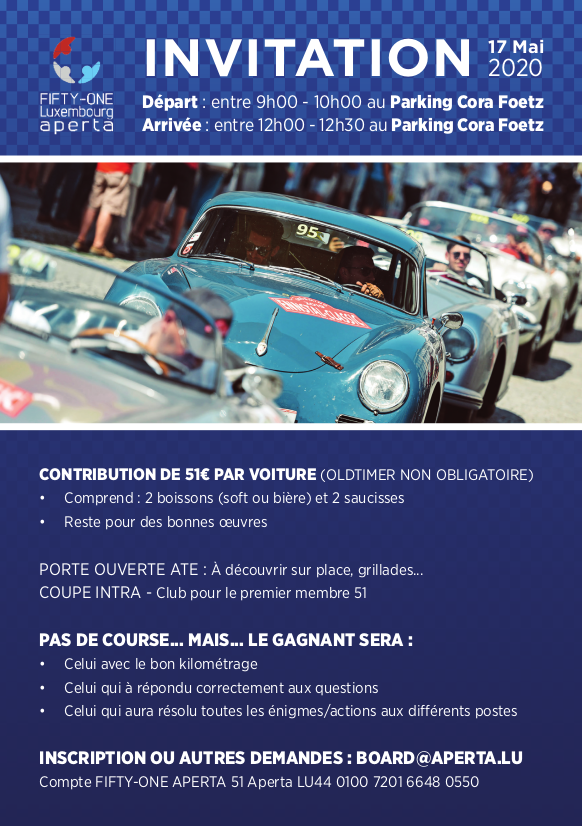 FIFTY-ONE
Luxembourg
aperta
INVITATION
17 Mai
2020
Départ : entre 9h00 - 10h00 au Parking Cora Foetz
Arrivée : entre 12h00 - 12h30 au Parking Cora Foetz
95
ENNSTAL-CLASSIC
CONTRIBUTION DE 51€ PAR VOITURE (OLDTIMER NON OBLIGATOIRE)
• Comprend : 2 boissons (soft ou bière) et 2 saucisses
• Reste pour des bonnes œuvres
PORTE OUVERTE ATE : À découvrir sur place, grillades...
COUPE INTRA - Club pour le premier membre 51
PAS DE COURSE... MAIS... LE GAGNANT SERA :
• Celui avec le bon kilométrage
• Celui qui à répondu correctement aux questions
• Celui qui aura résolu toutes les énigmes/actions aux différents postes
INSCRIPTION OU AUTRES DEMANDES : BOARD@APERTA.LU
Compte FIFTY-ONE APERTA 51 Aperta LU44 0100 7201 6648 0550